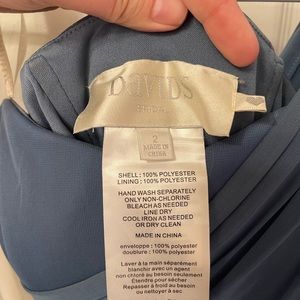 DAVIDS
BRIDAL
2
MADE IN
CHINA
SHELL : 100% POLYESTER
LINING : 100% POLYESTER
HAND WASH SEPARATELY
ONLY NON-CHLORINE
BLEACH AS NEEDED
LINE DRY
COOL IRON AS NEEDED
OR DRY CLEAN
MADE IN CHINA
enveloppe : 100% polyester
doublure : 100% polyester
Laver à la main séparément
blanchir avec un agent
non chloré au besoin seulement
Étendre pour sécher
Repassar à froid au besoin
ou nettoyer à sec